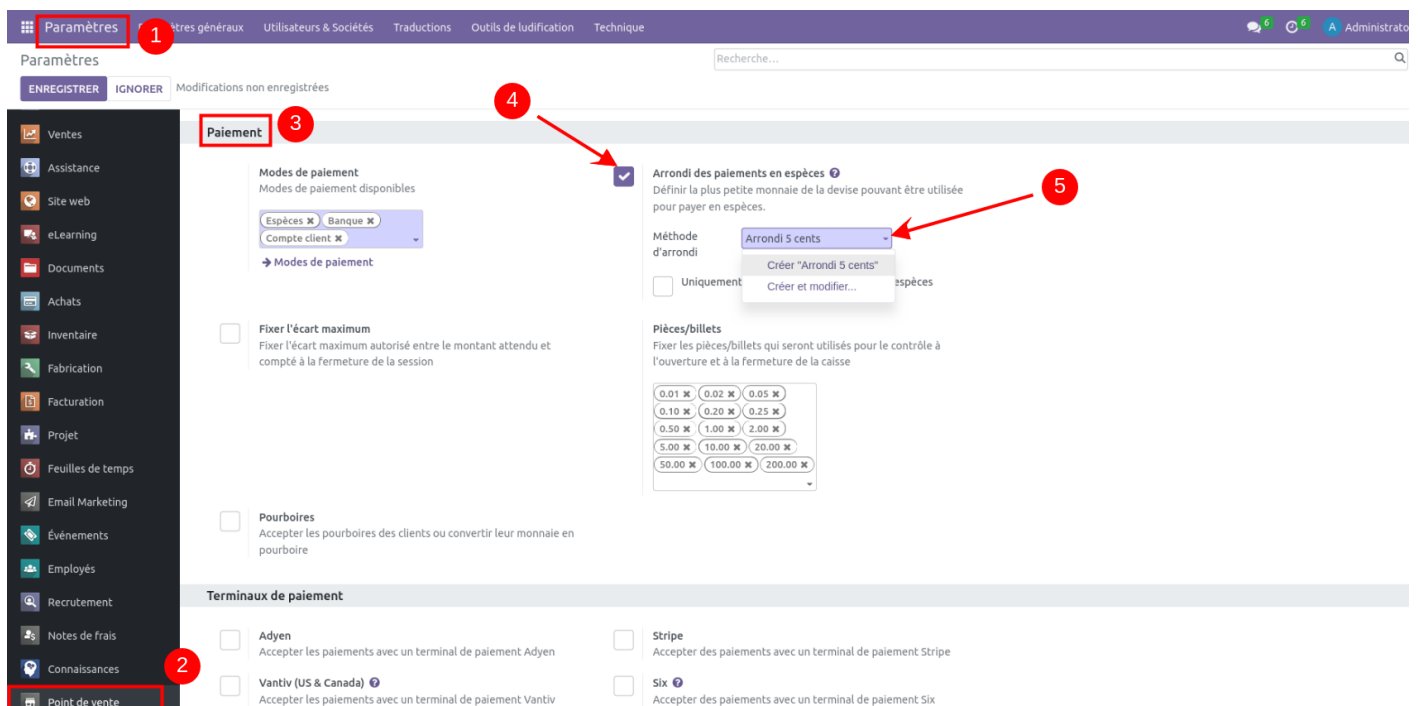 Paramètres
1
tres généraux
Utilisateurs & Sociétés
Traductions
Outils de ludification
Technique
6
6
A
Administrato
Paramètres
Recherche...
ENREGISTRER
IGNORER
Modifications non enregistrées
Ventes
Assistance
Site web
eLearning
Documents
Achats
Inventaire
Fabrication
Facturation
Projet
Feuilles de temps
Email Marketing
Événements
Employés
Recrutement
Notes de frais
Connaissances
2
Point de vente
Paiement
3
4
Modes de paiement
Modes de paiement disponibles
Espèces ✖ Banque ✖
Compte client ✖
Modes de paiement
Arrondi des paiements en espèces ?
Définir la plus petite monnaie de la devise pouvant être utilisée
pour payer en espèces.
5
Méthode
d'arrondi
Arrondi 5 cents
Créer "Arrondi 5 cents"
Créer et modifier...
Uniquement
espèces
Fixer l'écart maximum
Fixer l'écart maximum autorisé entre le montant attendu et
compté à la fermeture de la session
Pièces/billets
Fixer les pièces/billets qui seront utilisés pour le contrôle à
l'ouverture et à la fermeture de la caisse
0.01 ✖ 0.02 ✖ 0.05 ✖
0.10 ✖ 0.20 ✖ 0.25 ✖
0.50 ✖ 1.00 ✖ 2.00 ✖
5.00 ✖ 10.00 ✖ 20.00 ✖
50.00 ✖ 100.00 ✖ 200.00 ✖
Pourboires
Accepter les pourboires des clients ou convertir leur monnaie en
pourboire
Terminaux de paiement
Adyen
Accepter les paiements avec un terminal de paiement Adyen
Stripe
Accepter des paiements avec un terminal de paiement Stripe
Vantiv (US & Canada) ?
Accepter les paiements avec un terminal de paiement Vantiv
Six ?
Accepter des paiements avec un terminal de paiement Six